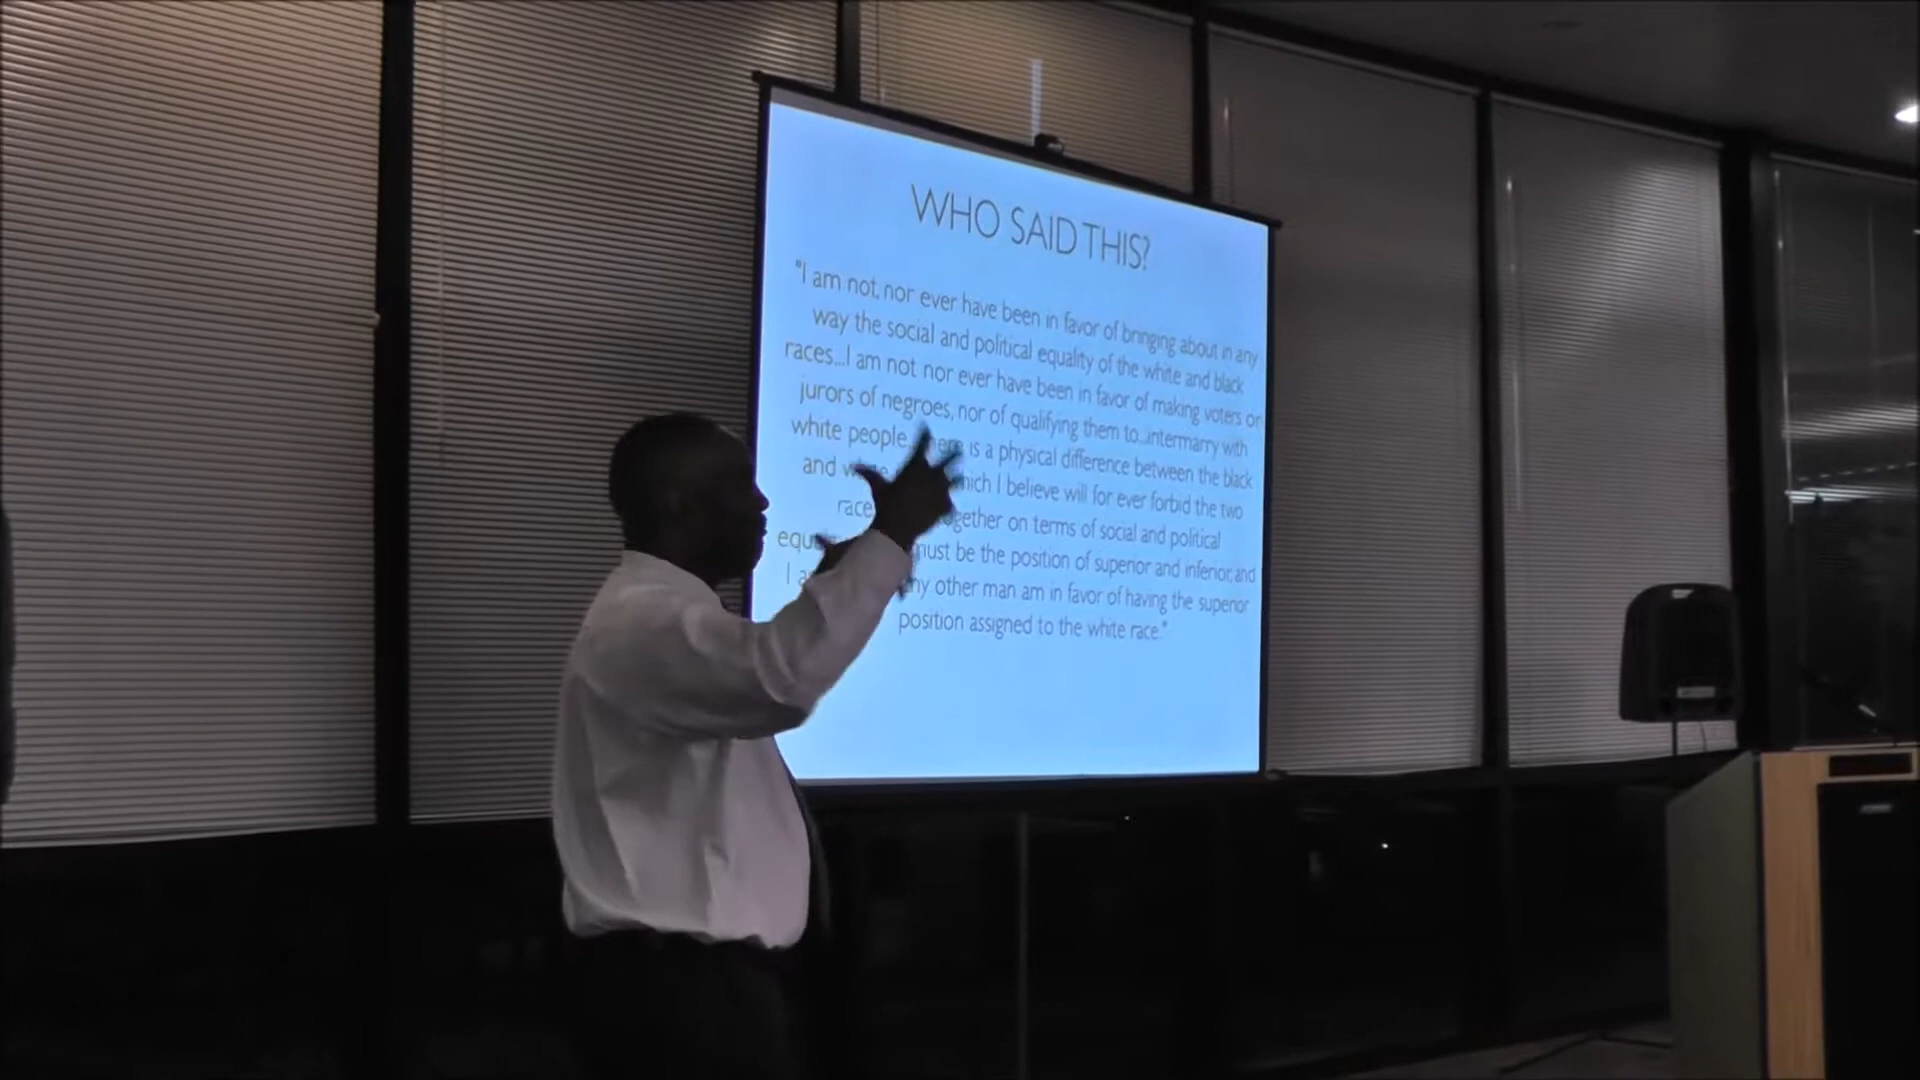 WHO SAID THIS?
"I am not, nor ever have been in favor of bringing about in any
way the social and political equality of the white and black
races...I am not nor ever have been in favor of making voters or
jurors of negroes, nor of qualifying them to...intermarry with
white people is a physical difference between the black
and which I believe will for ever forbid the two
together on terms of social and political
must be the position of superior and inferior, and
I any other man am in favor of having the superior
position assigned to the white race."